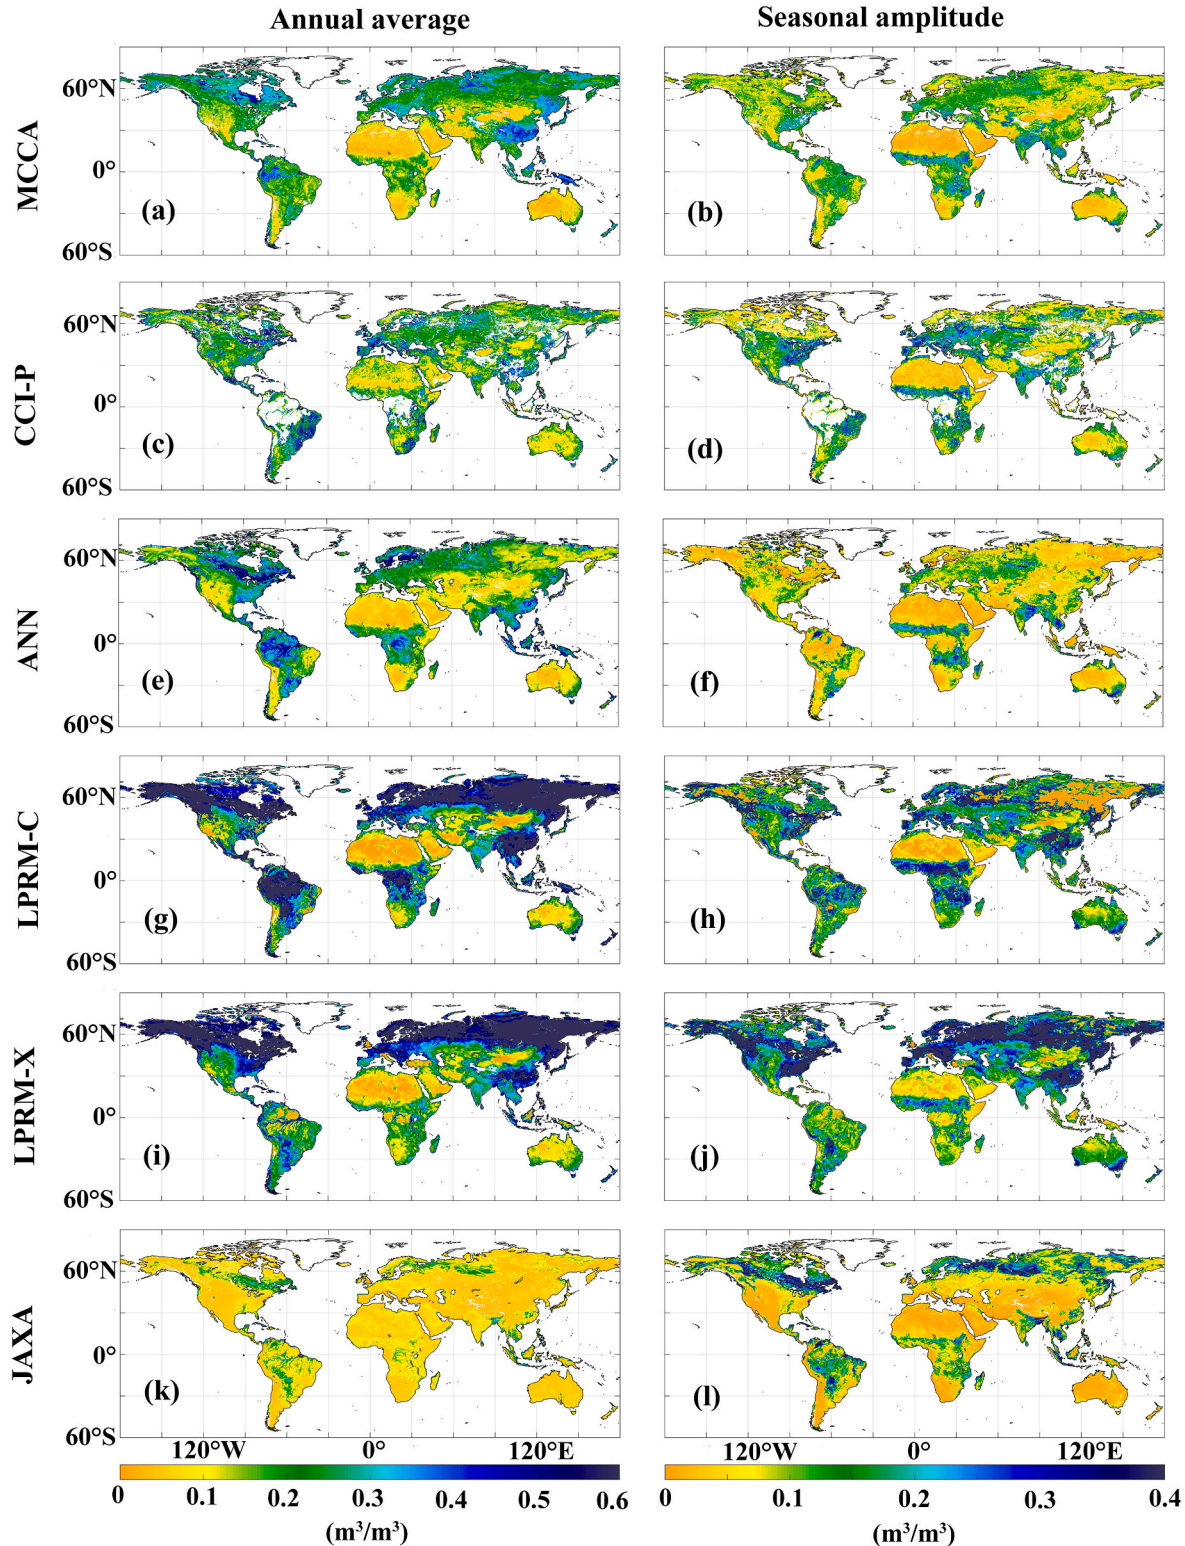 Annual average Seasonal amplitude
MCCA
60°N
0°
60°S
(a) (b)
CCI-P
60°N
0°
60°S
(c) (d)
ANN
60°N
0°
60°S
(e) (f)
LPRM-C
60°N
0°
60°S
(g) (h)
LPRM-X
60°N
0°
60°S
(i) (j)
JAXA
60°N
0°
60°S
(k) (l)
120°W 0° 120°E 120°W 0° 120°E
0 0.1 0.2 0.3 0.4 0.5 0.6 0 0.1 0.2 0.3 0.4
(m³/m³) (m³/m³)